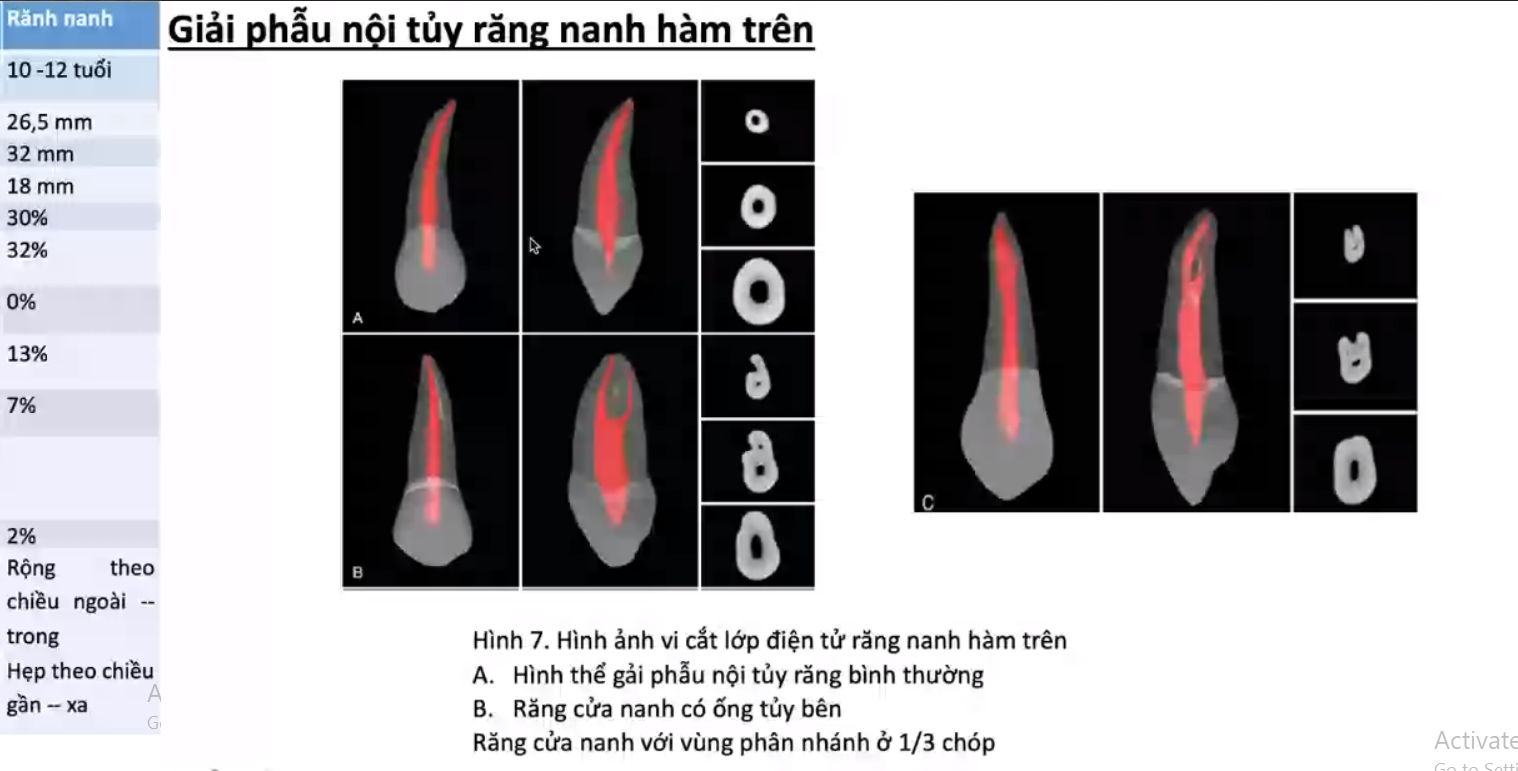 Rănh nanh
10 -12 tuổi
26,5 mm
32 mm
18 mm
30%
32%
0%
13%
7%
2%
Rộng theo
chiều ngoài --
trong
Hẹp theo chiều
gần -- xa
Giải phẫu nội tủy răng nanh hàm trên
A
B
C
Hình 7. Hình ảnh vi cắt lớp điện tử răng nanh hàm trên
A. Hình thể gải phẫu nội tủy răng bình thường
B. Răng cửa nanh có ống tủy bên
Răng cửa nanh với vùng phân nhánh ở 1/3 chóp
A
G
Activate
Go to Setti